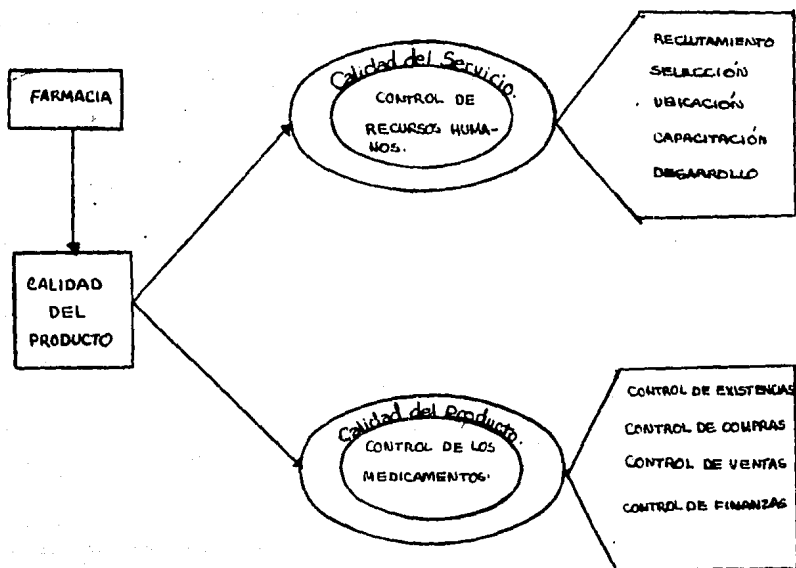 FARMACIA
CALIDAD
DEL
PRODUCTO
Calidad del Servicio.
CONTROL DE
RECURSOS HUMA-
NOS.
RECLUTAMIENTO
SELECCIÓN
UBICACIÓN
CAPACITACIÓN
DESARROLLO
Calidad del Producto.
CONTROL DE LOS
MEDICAMENTOS.
CONTROL DE EXISTENCIAS
CONTROL DE COMPRAS
CONTROL DE VENTAS
CONTROL DE FINANZAS